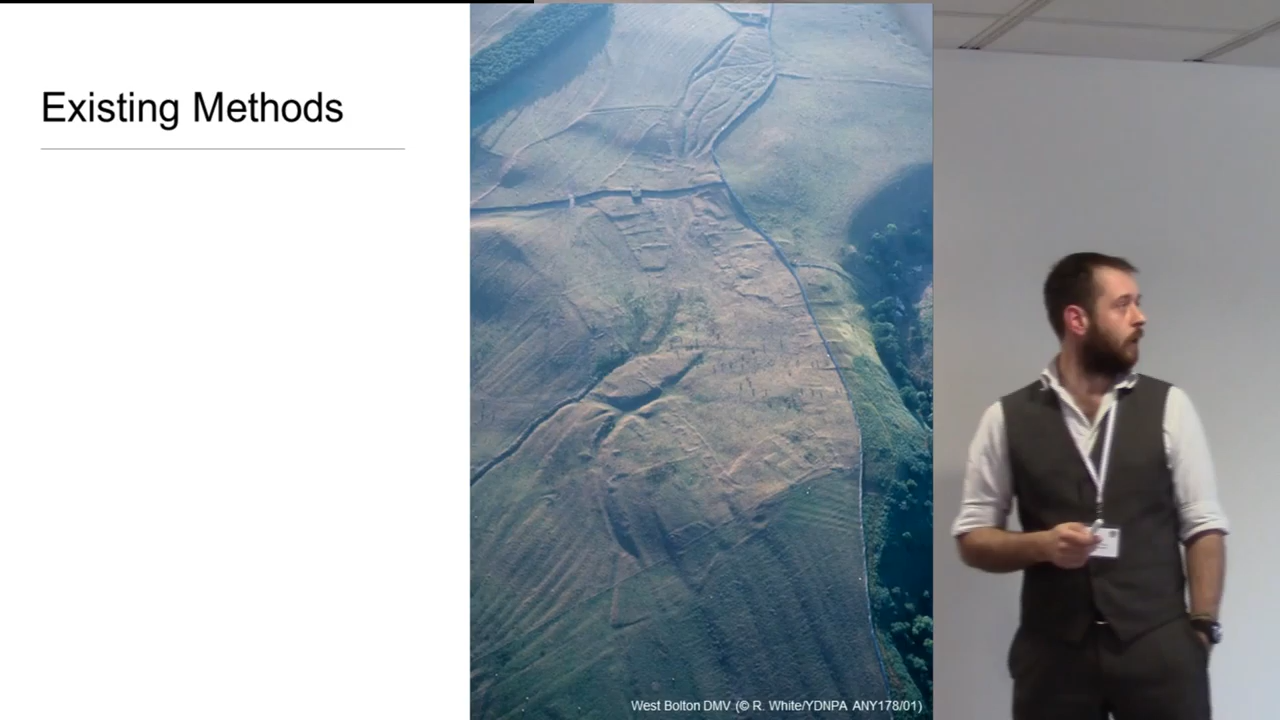 Existing Methods
West Bolton DMV (© R. White/YDNPA ANY178/01)